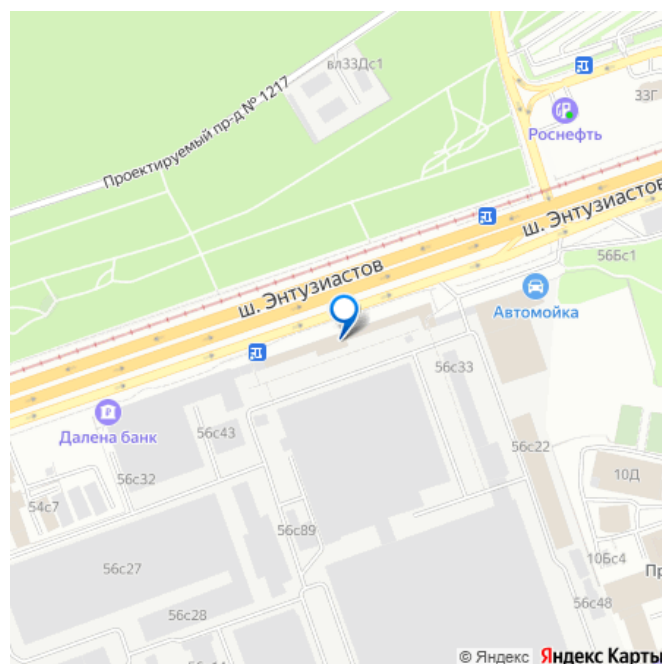 вл33Дс1
33Г
Проектируемый пр-д № 1217
Роснефть
ш. Энтузиастов
ш. Энтузиастов
56Бс1
Автомойка
56с33
Далена банк
56с43
56с22
56с32
10Д
54с7
56с89
10Бс4
56с27
Пр
56с48
56с28
© Яндекс Яндекс Карты